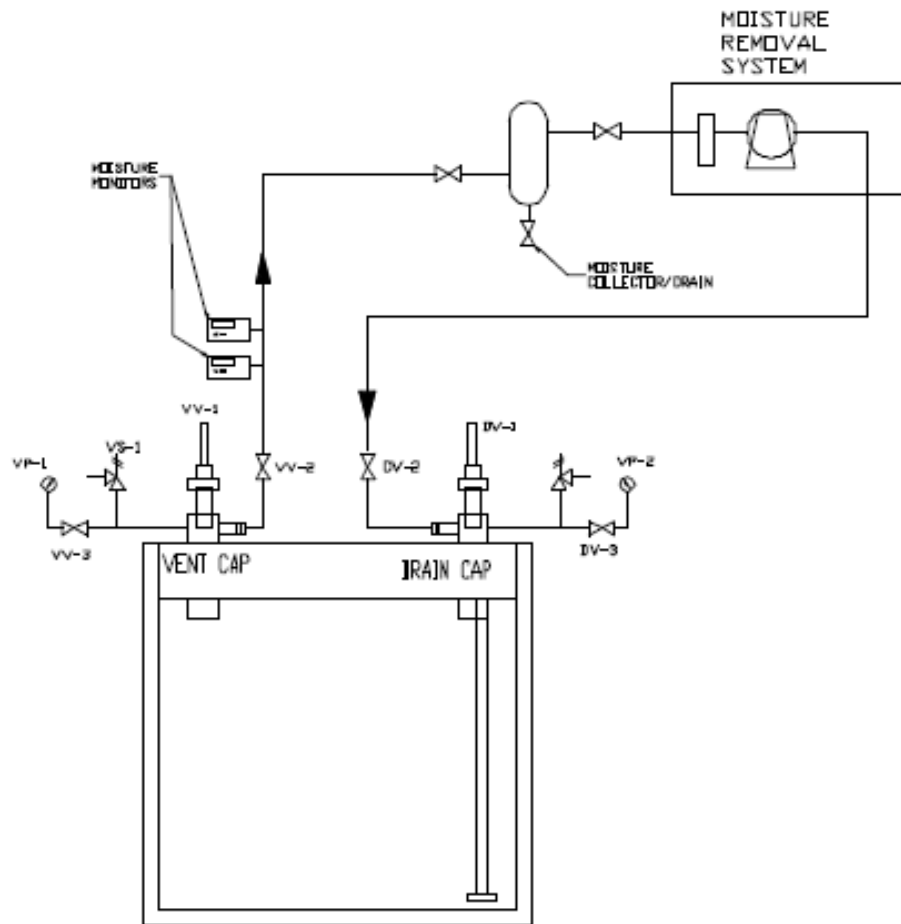 MOISTURE
REMOVAL
SYSTEM
MOISTURE
MONITORS
MOISTURE
COLLECTOR/DRAIN
VV-1
DV-1
VS-1
VP-1
VV-2
DV-2
VP-2
VV-3
DV-3
VENT CAP
DRAIN CAP